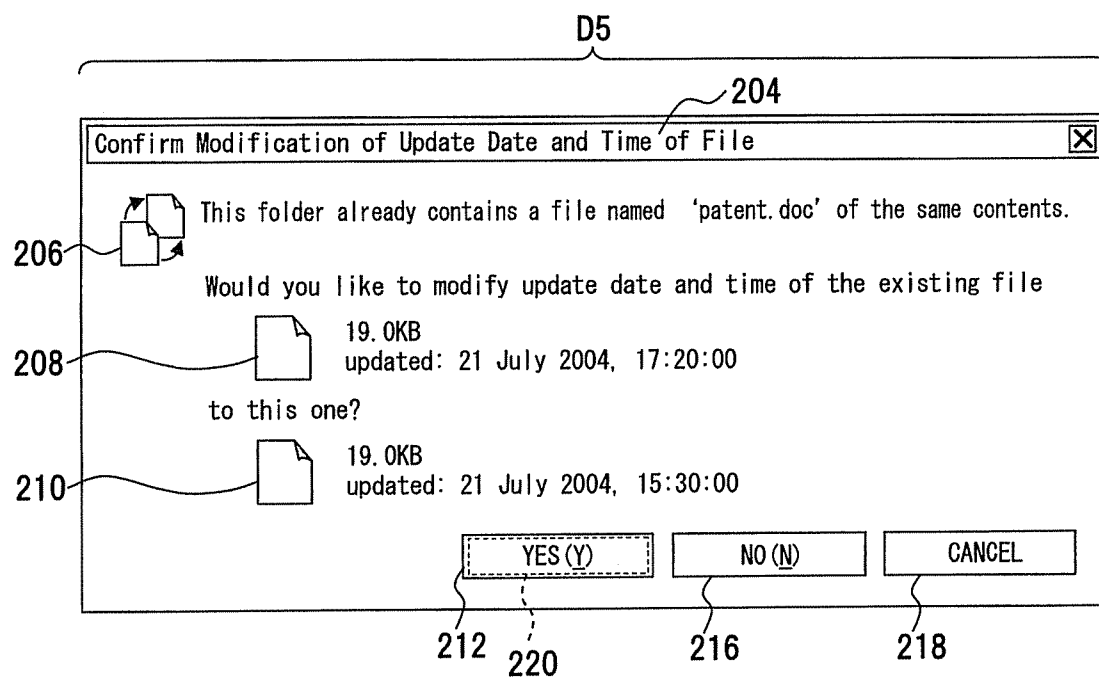 D5
204
Confirm Modification of Update Date and Time of File
This folder already contains a file named 'patent.doc' of the same contents.
206
Would you like to modify update date and time of the existing file
19.0KB
208
updated: 21 July 2004, 17:20:00
to this one?
19.0KB
210
updated: 21 July 2004, 15:30:00
YES(Y) NO(N) CANCEL
212 220 216 218